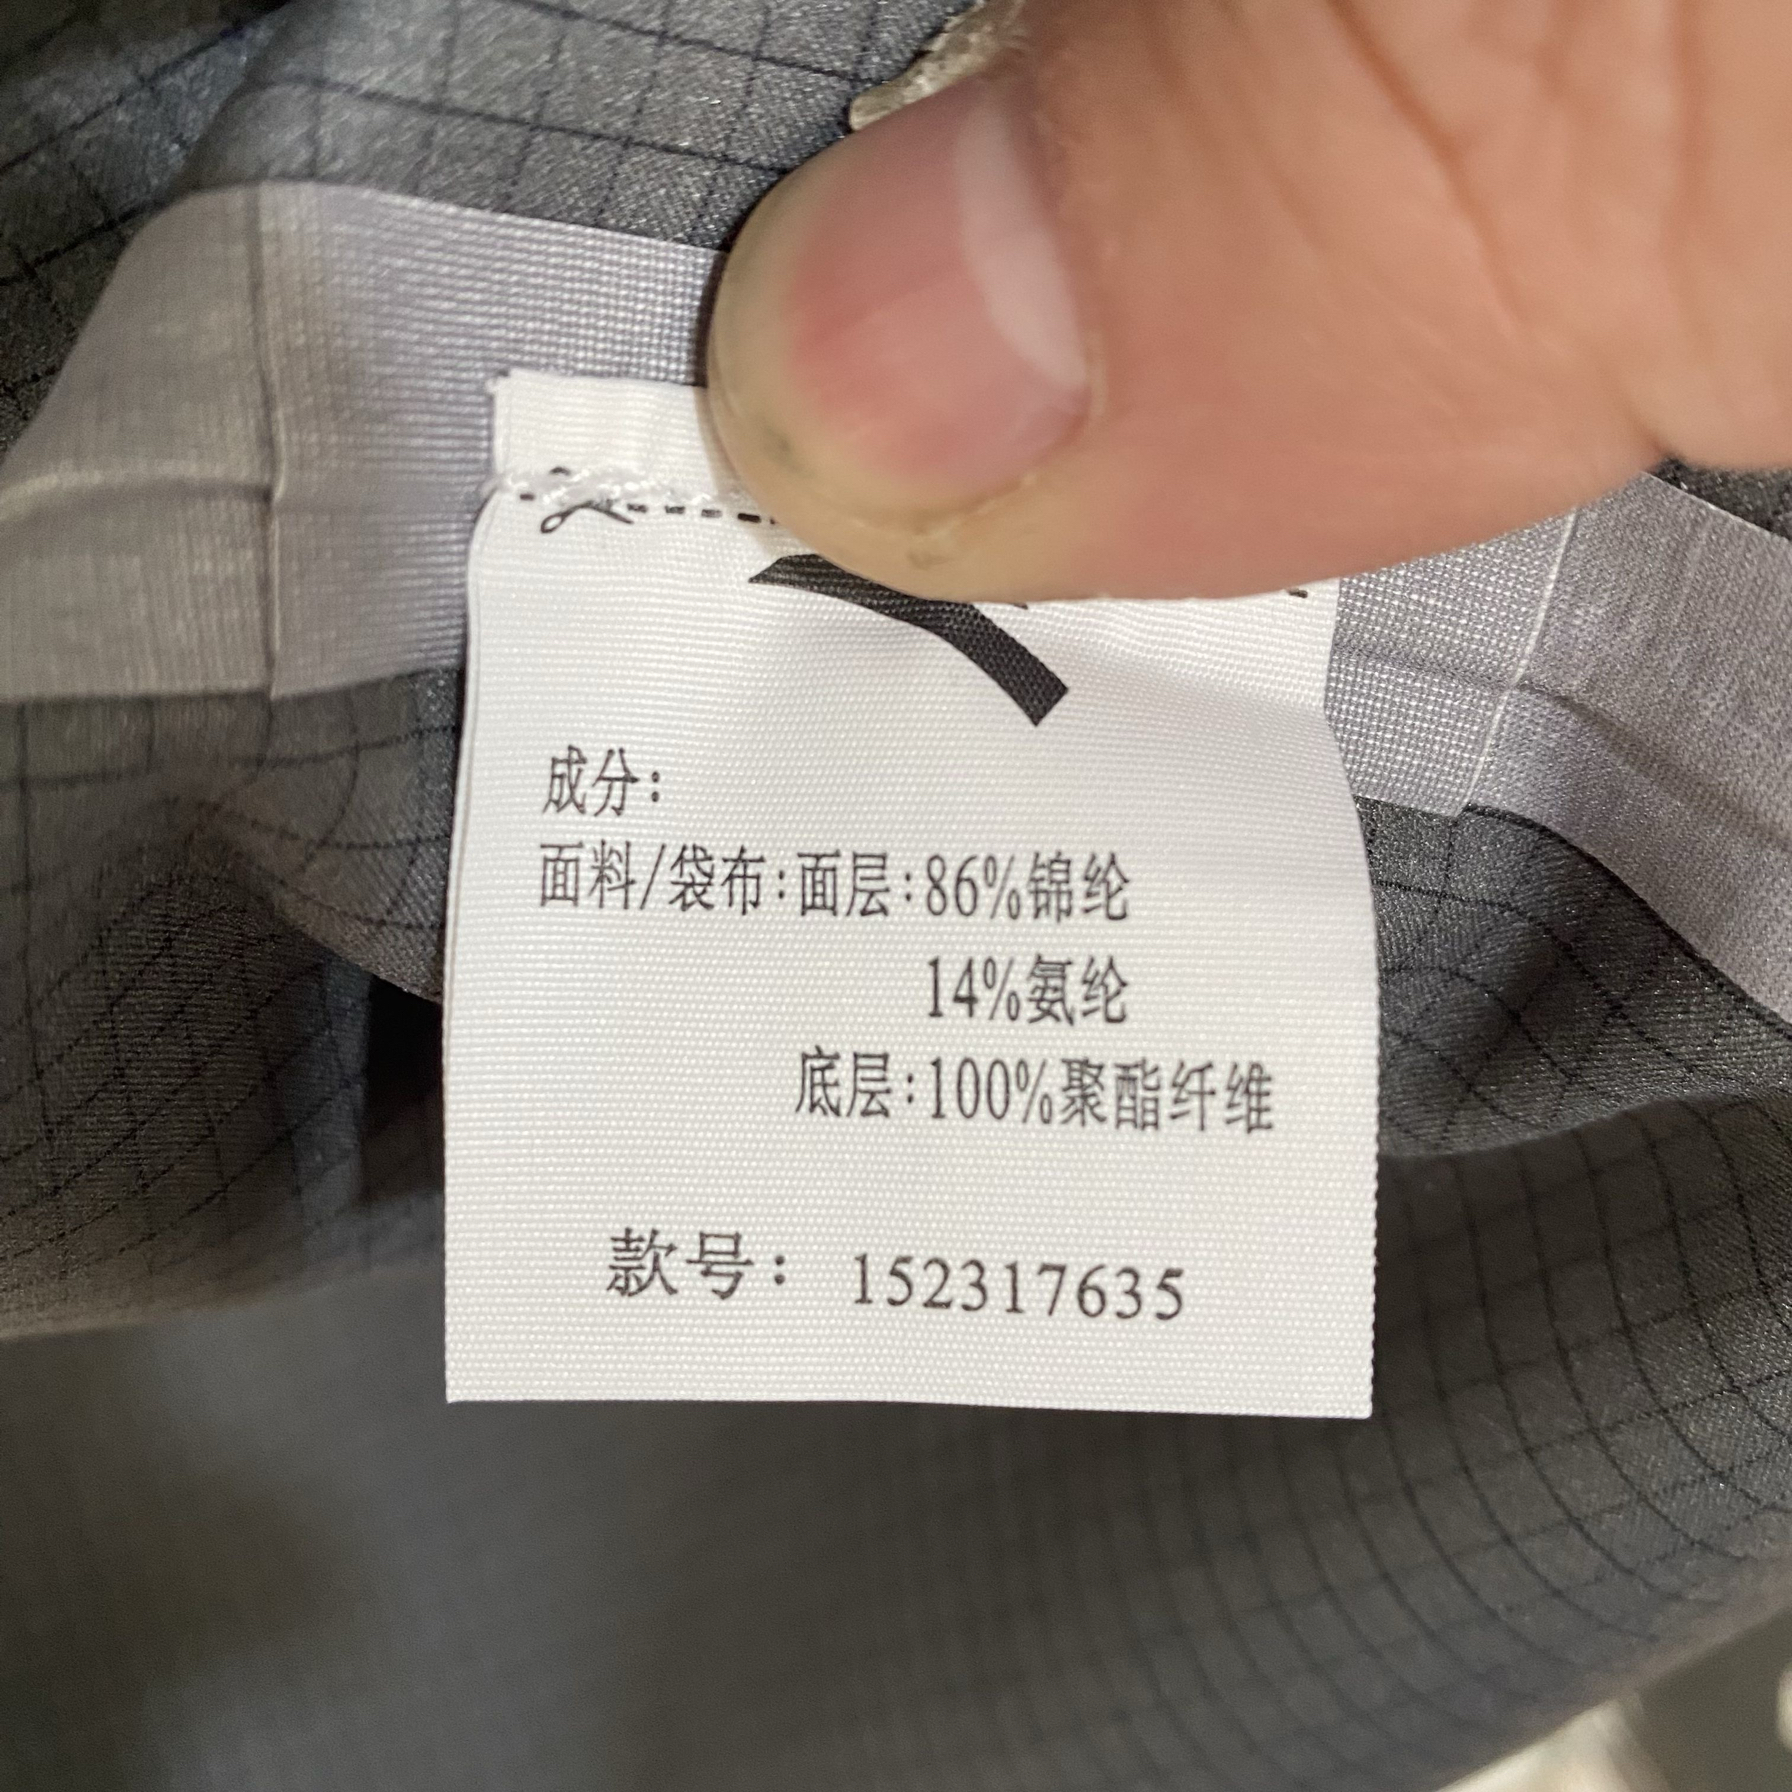 成分:
面料/袋布:面层:86%锦纶
14%氨纶
底层:100%聚酯纤维
款号: 152317635